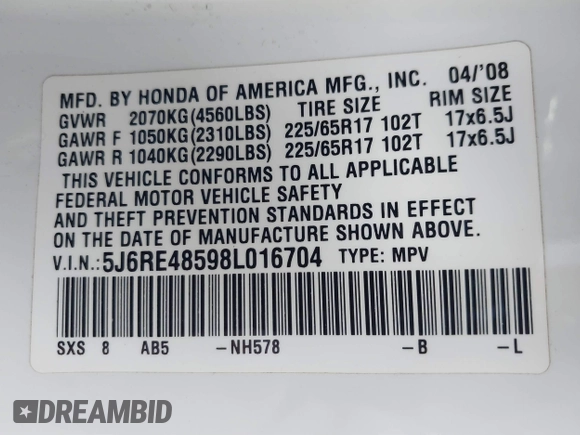 MFD. BY HONDA OF AMERICA MFG., INC. 04/'08
GVWR 2070KG(4560LBS) TIRE SIZE RIM SIZE
GAWR F 1050KG(2310LBS) 225/65R17 102T 17x6.5J
GAWR R 1040KG(2290LBS) 225/65R17 102T 17x6.5J
THIS VEHICLE CONFORMS TO ALL APPLICABLE
FEDERAL MOTOR VEHICLE SAFETY
AND THEFT PREVENTION STANDARDS IN EFFECT
ON THE DATE OF MANUFACTURE SHOWN ABOVE.
V.I.N.:5J6RE48598L016704 TYPE: MPV
SXS 8 AB5 -NH578 -B -L
DREAMBID